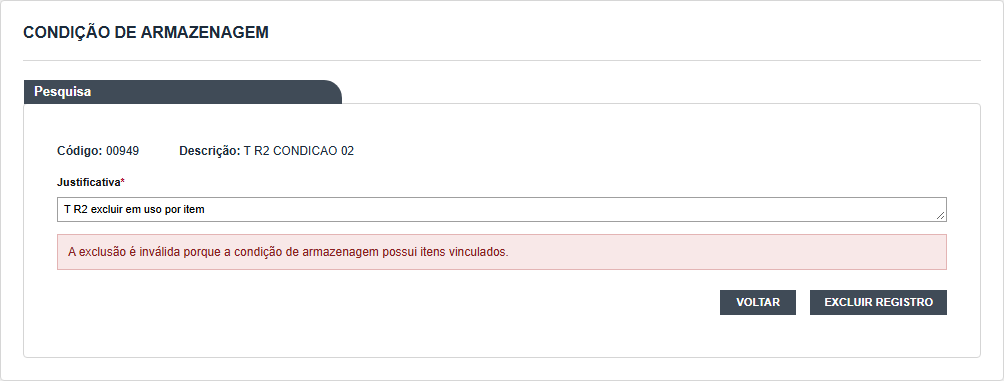 CONDIÇÃO DE ARMAZENAGEM
Pesquisa
Código: 00949 Descrição: T R2 CONDICAO 02
Justificativa*
T R2 excluir em uso por item
A exclusão é inválida porque a condição de armazenagem possui itens vinculados.
VOLTAR EXCLUIR REGISTRO